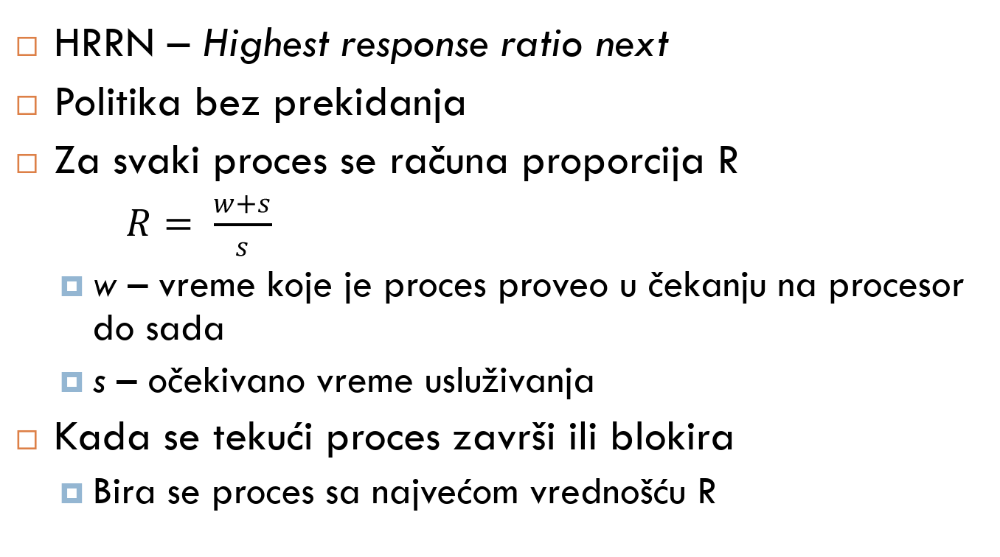 HRRN – Highest response ratio next
Politika bez prekidanja
Za svaki proces se računa proporcija R
R = \frac{w+s}{s}
w – vreme koje je proces proveo u čekanju na procesor
do sada
s – očekivano vreme usluživanja
Kada se tekući proces završi ili blokira
Bira se proces sa najvećom vrednošću R